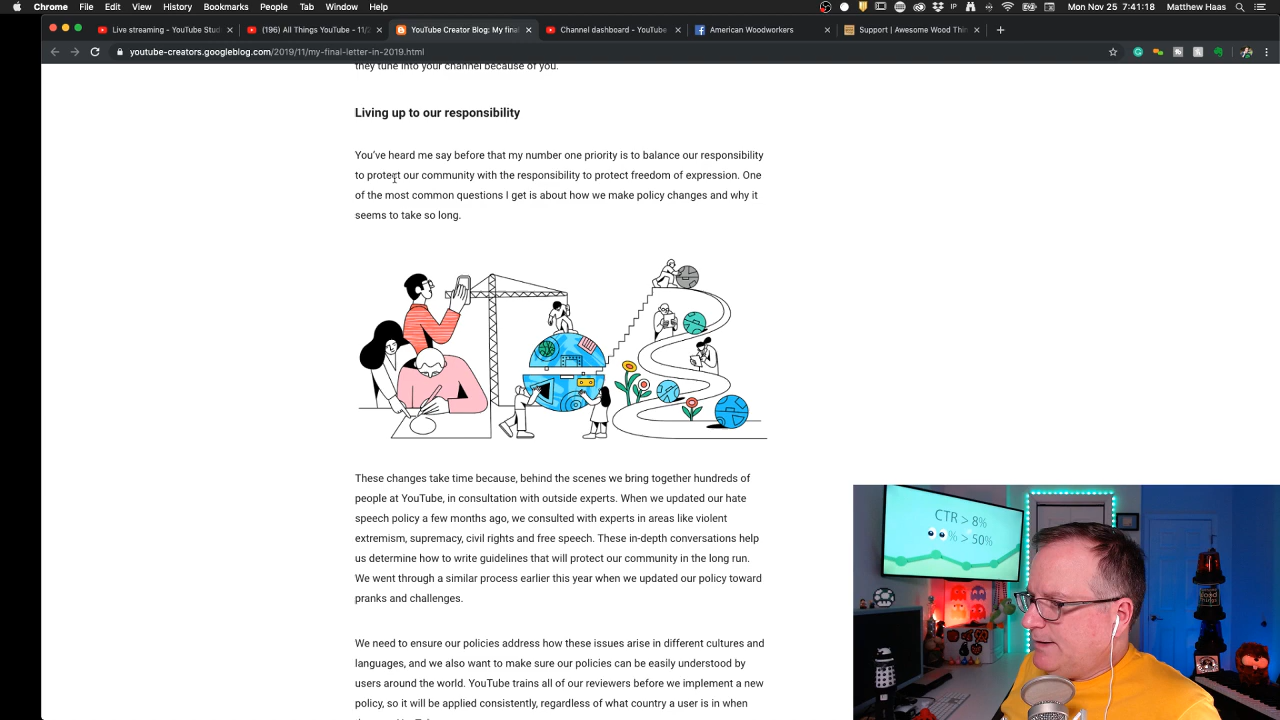 Chrome File Edit View History Bookmarks People Tab Window Help
7:41:18 Dewey Haas
Live streaming - YouTube Stud
(196) All Things YouTube - 11/2
YouTube Creator Blog: My final
Channel dashboard - YouTube
American Woodworkers
Support | Awesome Wood Thin
youtube-creators.googleblog.com/2019/11/my-final-letter-in-2019.html
they tune into your channel because of you.
Living up to our responsibility
You've heard me say before that my number one priority is to balance our responsibility
to protect our community with the responsibility to protect freedom of expression. One
of the most common questions I get is about how we make policy changes and why it
seems to take so long.
These changes take time because, behind the scenes we bring together hundreds of
people at YouTube, in consultation with outside experts. When we updated our hate
speech policy a few months ago, we consulted with experts in areas like violent
extremism, supremacy, civil rights and free speech. These in-depth conversations help
us determine how to write guidelines that will protect our community in the long run.
We went through a similar process earlier this year when we updated our policy toward
pranks and challenges.
We need to ensure our policies address how these issues arise in different cultures and
languages, and we also want to make sure our policies can be easily understood by
users around the world. YouTube trains all of our reviewers before we implement a new
policy, so it will be applied consistently, regardless of what country a user is in when
CTR > 8%
% > 50%